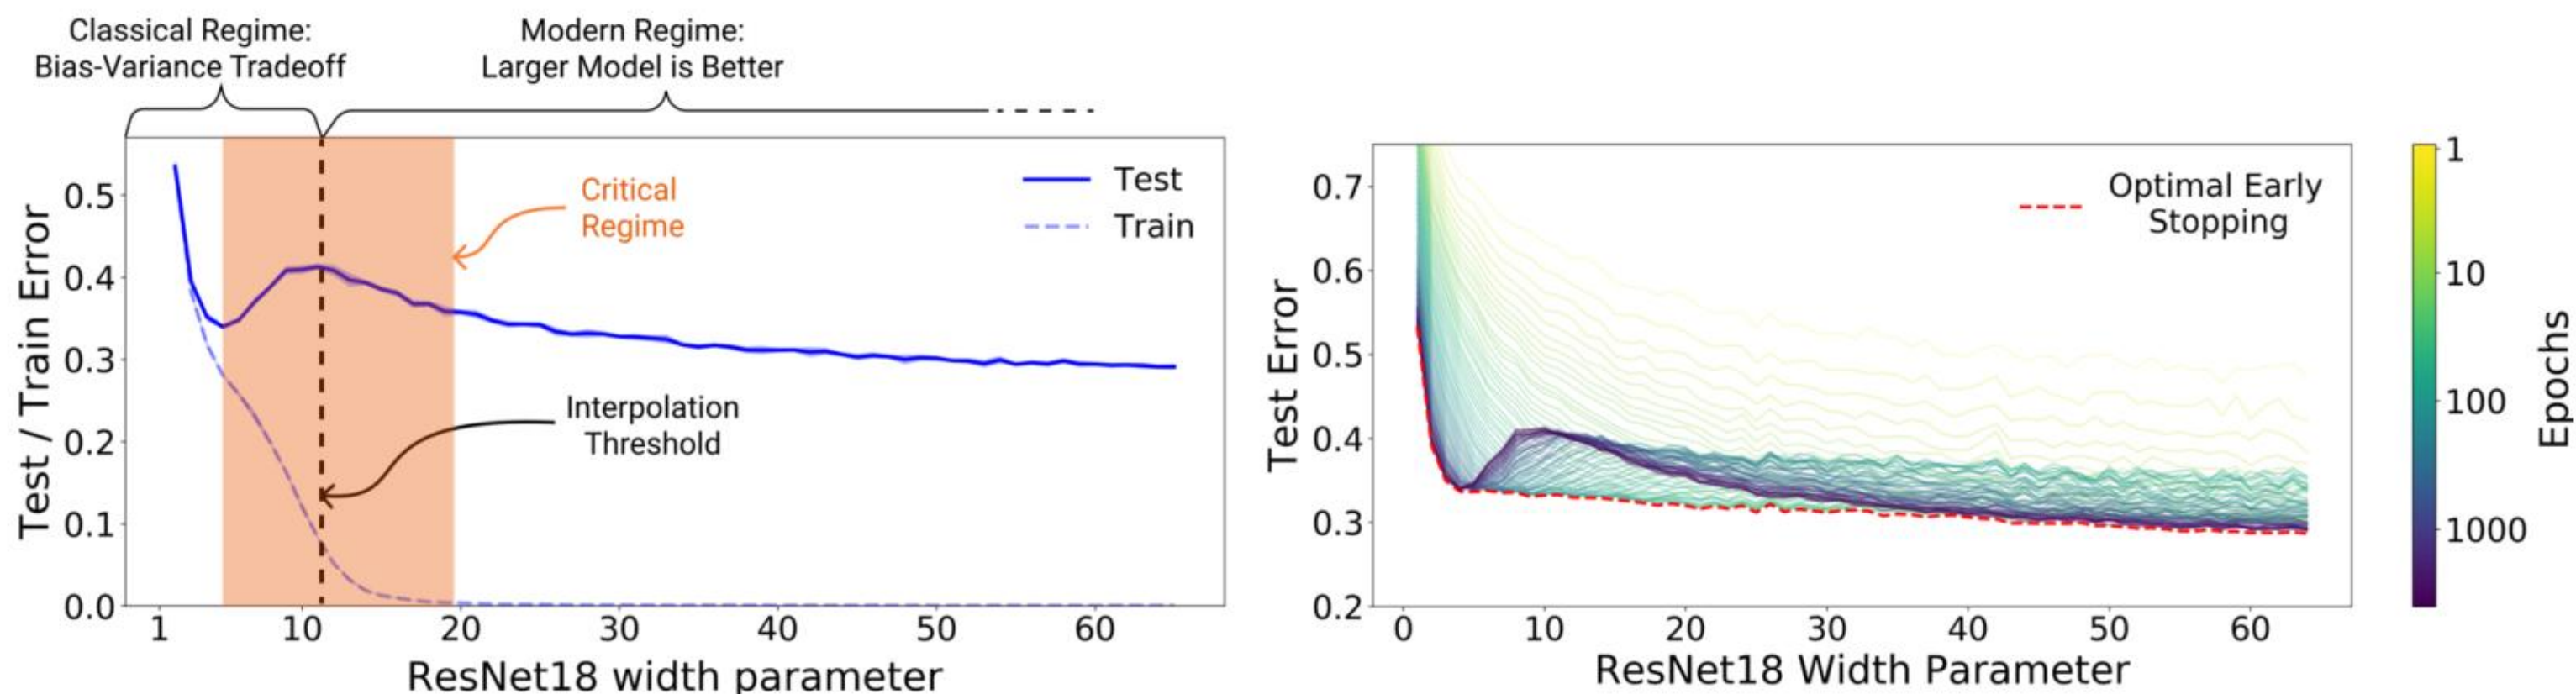 Classical Regime:
Bias-Variance Tradeoff
Modern Regime:
Larger Model is Better
Test / Train Error
0.5
0.4
0.3
0.2
0.1
0.0
Critical
Regime
Interpolation
Threshold
Test
Train
1
10
20
30
40
50
60
ResNet18 width parameter
Test Error
0.7
0.6
0.5
0.4
0.3
0.2
Optimal Early
Stopping
0
10
20
30
40
50
60
ResNet18 Width Parameter
1
10
100
1000
Epochs